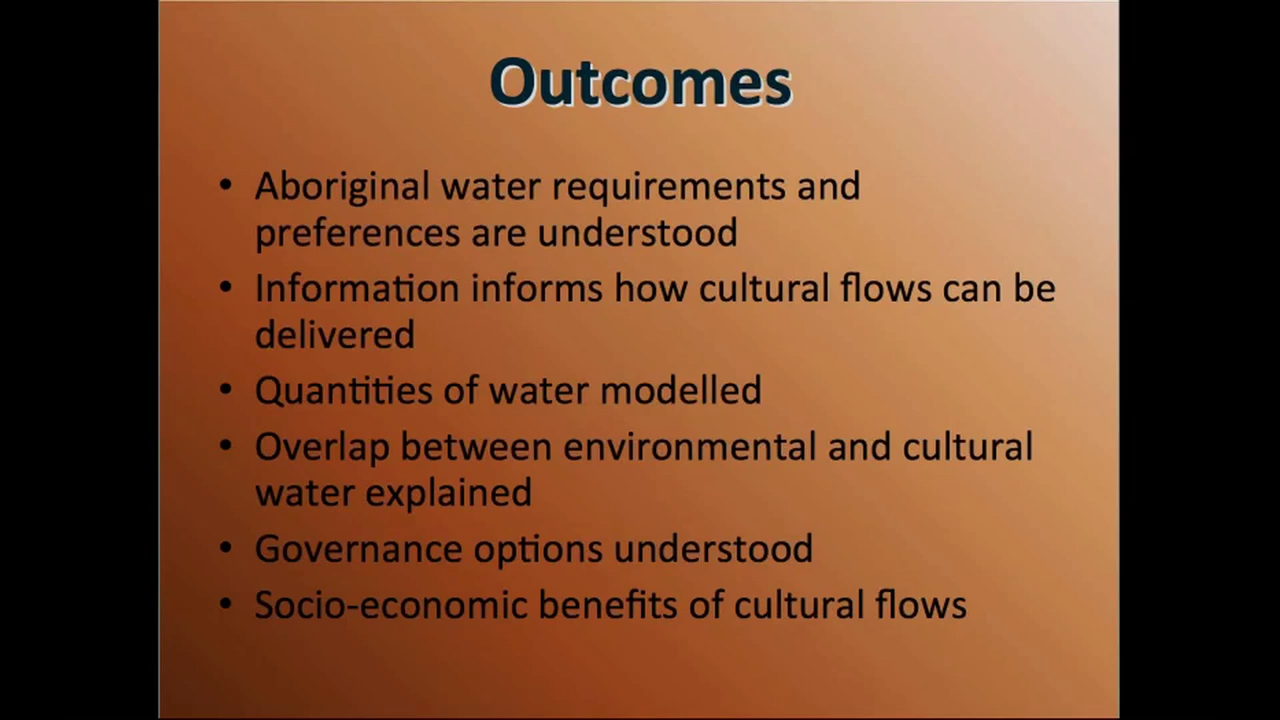 Outcomes
• Aboriginal water requirements and
preferences are understood
• Information informs how cultural flows can be
delivered
• Quantities of water modelled
• Overlap between environmental and cultural
water explained
• Governance options understood
• Socio-economic benefits of cultural flows